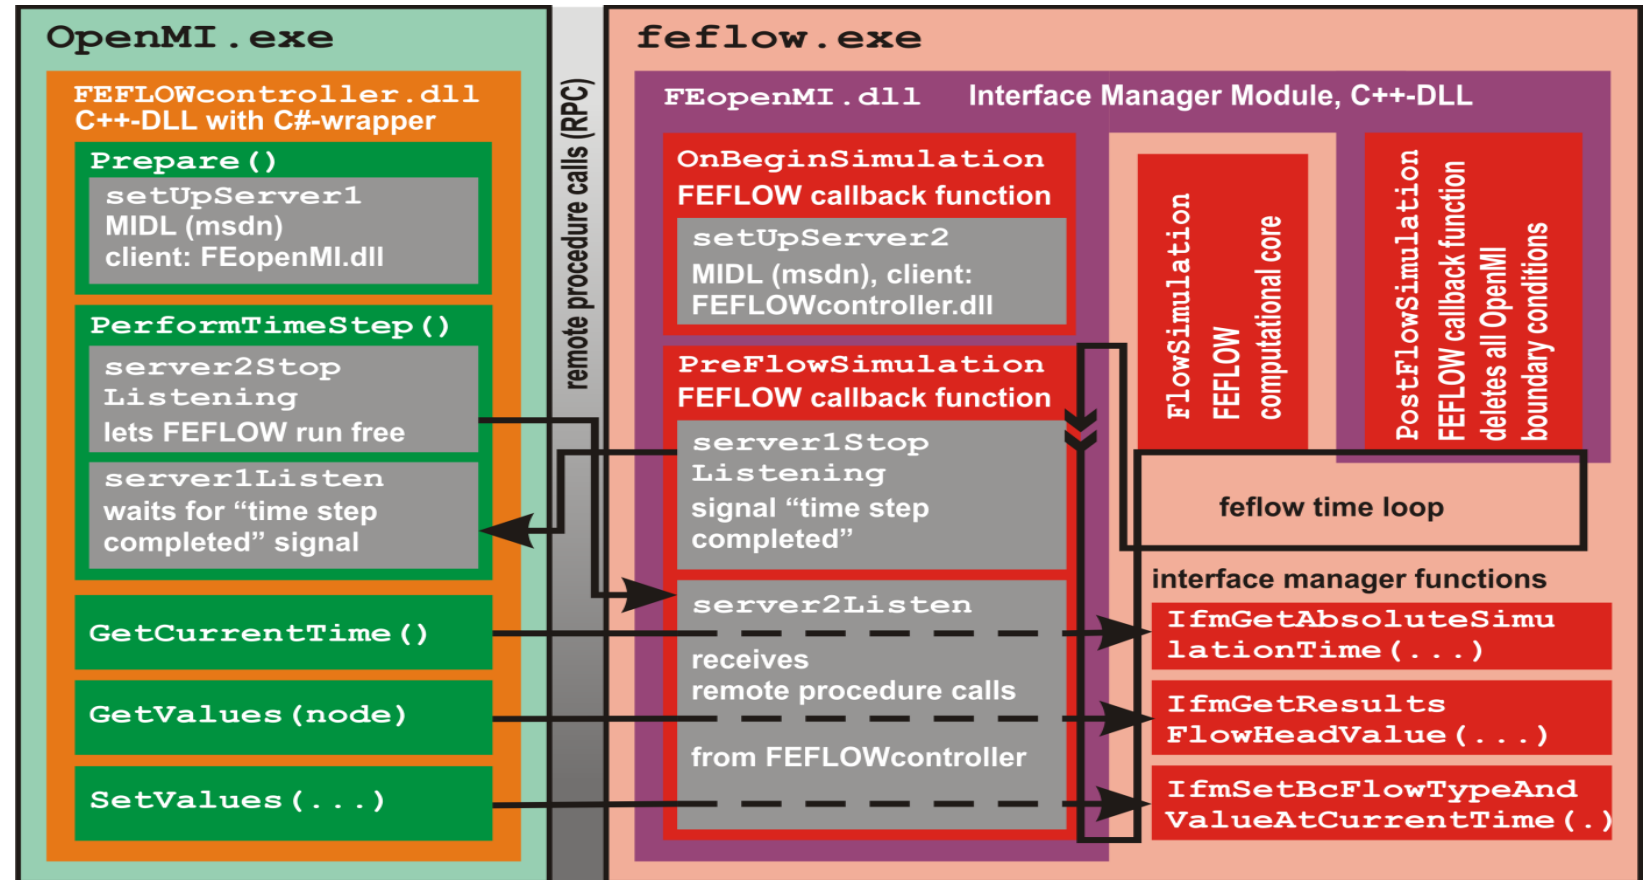 OpenMI.exe
FEFLOWcontroller.dll
C++-DLL with C#-wrapper
Prepare()
setUpServer1
MIDL (msdn)
client: FEopenMI.dll
PerformTimeStep()
server2Stop
Listening
lets FEFLOW run free
server1Listen
waits for “time step
completed” signal
GetCurrentTime()
GetValues(node)
SetValues(...)
remote procedure calls (RPC)
feflow.exe
FEopenMI.dll Interface Manager Module, C++-DLL
OnBeginSimulation
FEFLOW callback function
setUpServer2
MIDL (msdn), client:
FEFLOWcontroller.dll
PreFlowSimulation
FEFLOW callback function
server1Stop
Listening
signal “time step
completed”
server2Listen
receives
remote procedure calls
from FEFLOWcontroller
FlowSimulation
FEFLOW
computational core
PostFlowSimulation
FEFLOW callback function
deletes all OpenMI
boundary conditions
feflow time loop
interface manager functions
IfmGetAbsoluteSimu
lationTime(...)
IfmGetResults
FlowHeadValue(...)
IfmSetBcFlowTypeAnd
ValueAtCurrentTime(.)